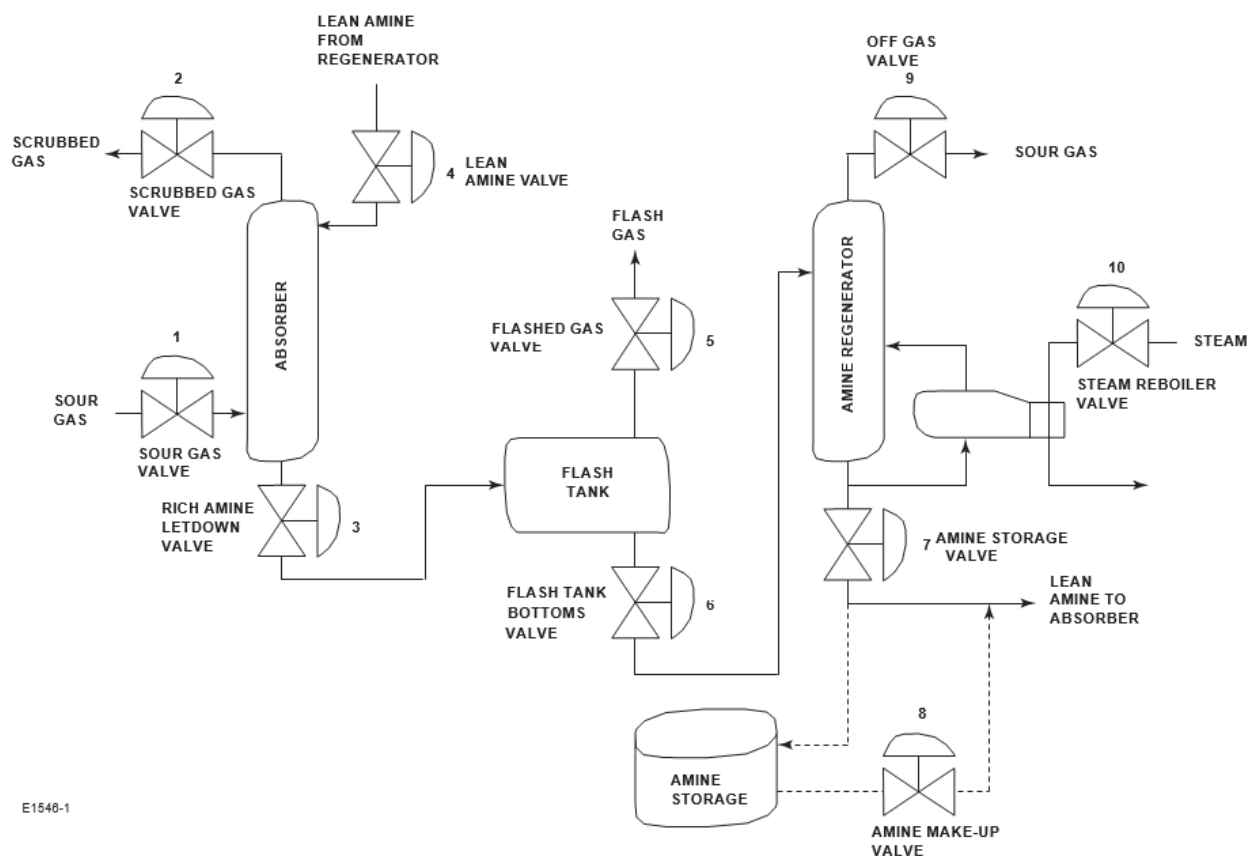 LEAN AMINE
FROM
REGENERATOR
2
SCRUBBED
GAS
SCRUBBED GAS
VALVE
4
LEAN
AMINE VALVE
ABSORBER
1
SOUR
GAS
SOUR GAS
VALVE
RICH AMINE
LETDOWN
VALVE
3
FLASH
GAS
FLASHED GAS
VALVE
5
FLASH
TANK
FLASH TANK
BOTTOMS
VALVE
6
OFF GAS
VALVE
9
SOUR GAS
AMINE REGENERATOR
10
STEAM
STEAM REBOILER
VALVE
7
AMINE STORAGE
VALVE
LEAN
AMINE TO
ABSORBER
AMINE
STORAGE
8
AMINE MAKE-UP
VALVE
E1546-1